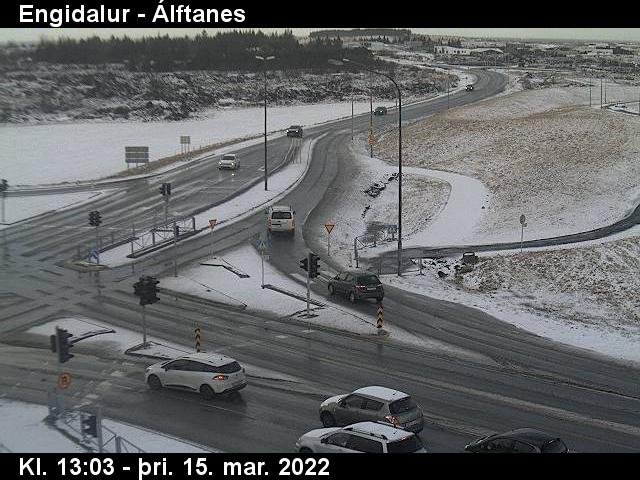 Engidalur - Álftanes
Kl. 13:03 - þri. 15. mar. 2022